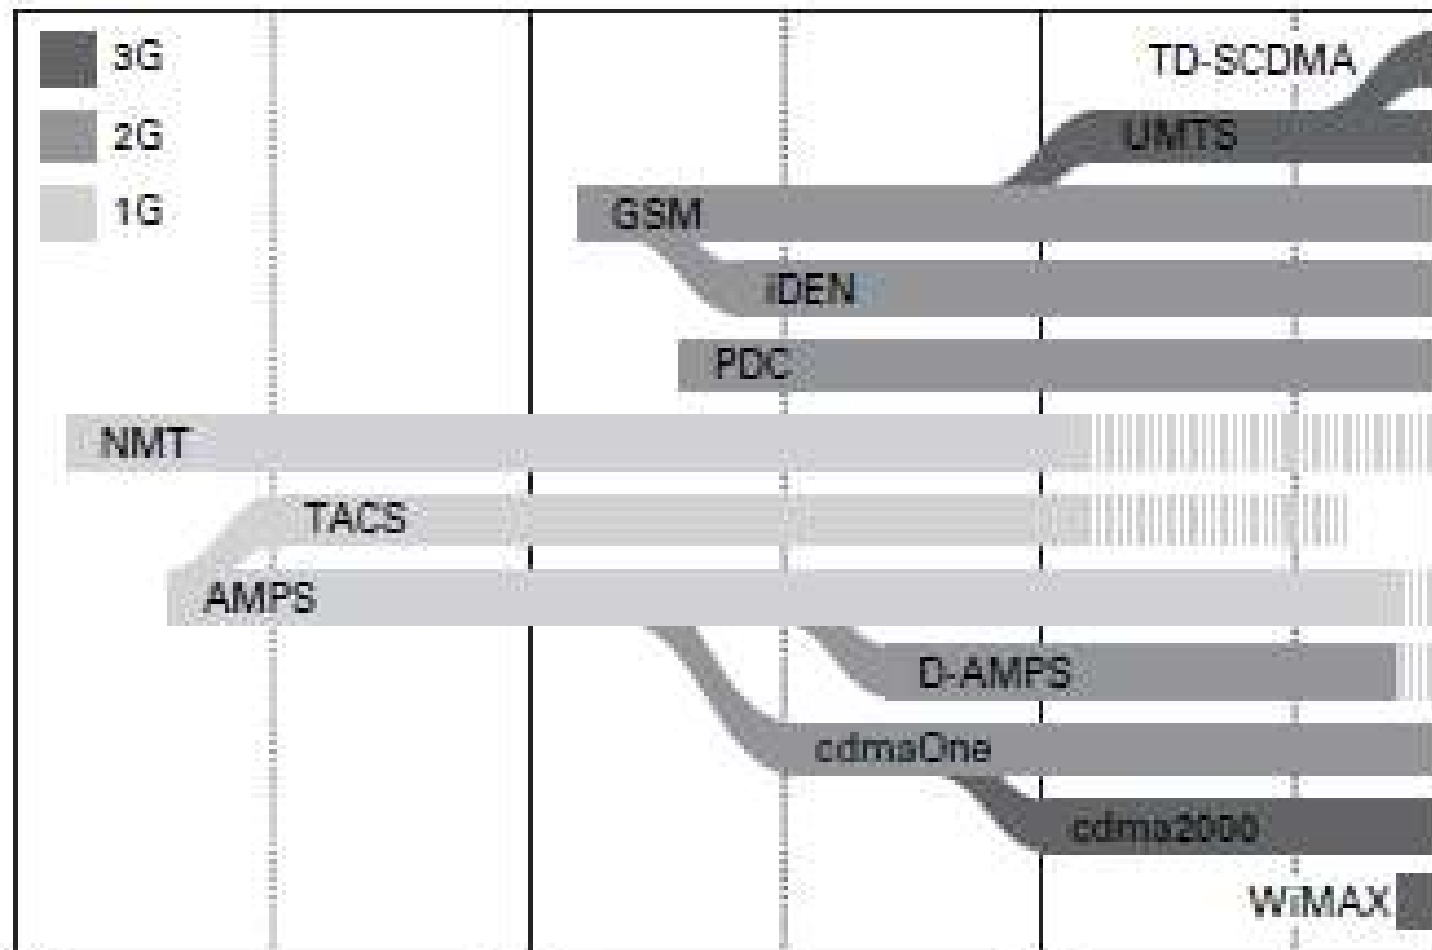 3G
TD-SCDMA
2G
UMTS
1G
GSM
iDEN
PDC
NMT
TACS
AMPS
D-AMPS
cdmaOne
cdma2000
WiMAX